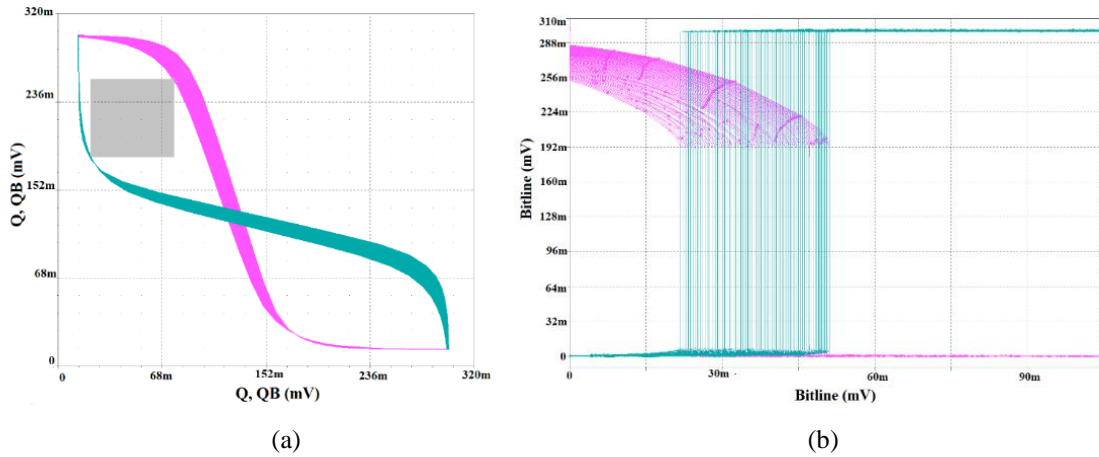 320m
236m
152m
68m
0
Q, QB (mV)
0
68m
152m
236m
320m
Q, QB (mV)
(a)
310m
288m
256m
224m
192m
160m
128m
96m
64m
32m
0
Bitline (mV)
0
30m
60m
90m
Bitline (mV)
(b)